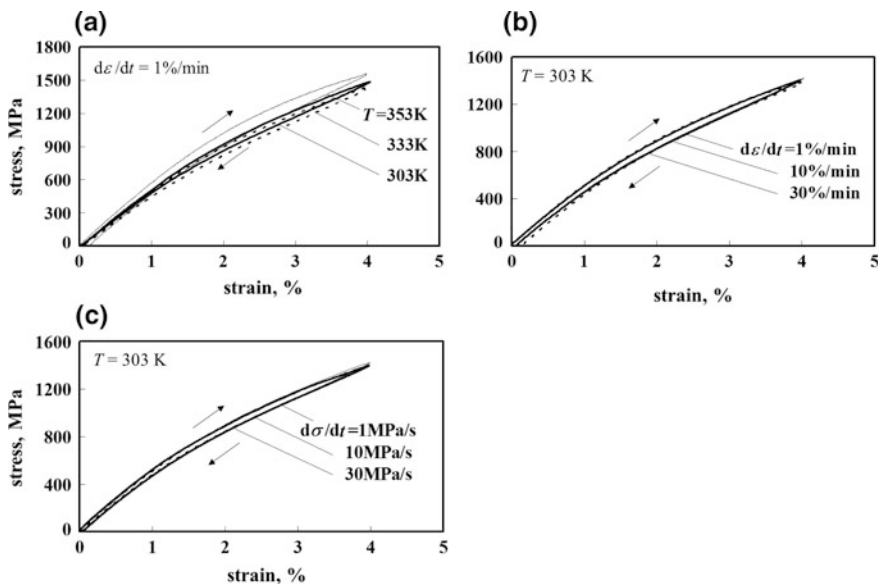 (a)
1800
1500
1200
900
600
300
0
stress, MPa
dε/dt = 1%/min
T=353K
333K
303K
0 1 2 3 4 5
strain, %
(b)
1600
1200
800
400
0
stress, MPa
T = 303 K
dε/dt=1%/min
10%/min
30%/min
0 1 2 3 4 5
strain, %
(c)
1600
1200
800
400
0
stress, MPa
T = 303 K
dσ/dt=1MPa/s
10MPa/s
30MPa/s
0 1 2 3 4 5
strain, %